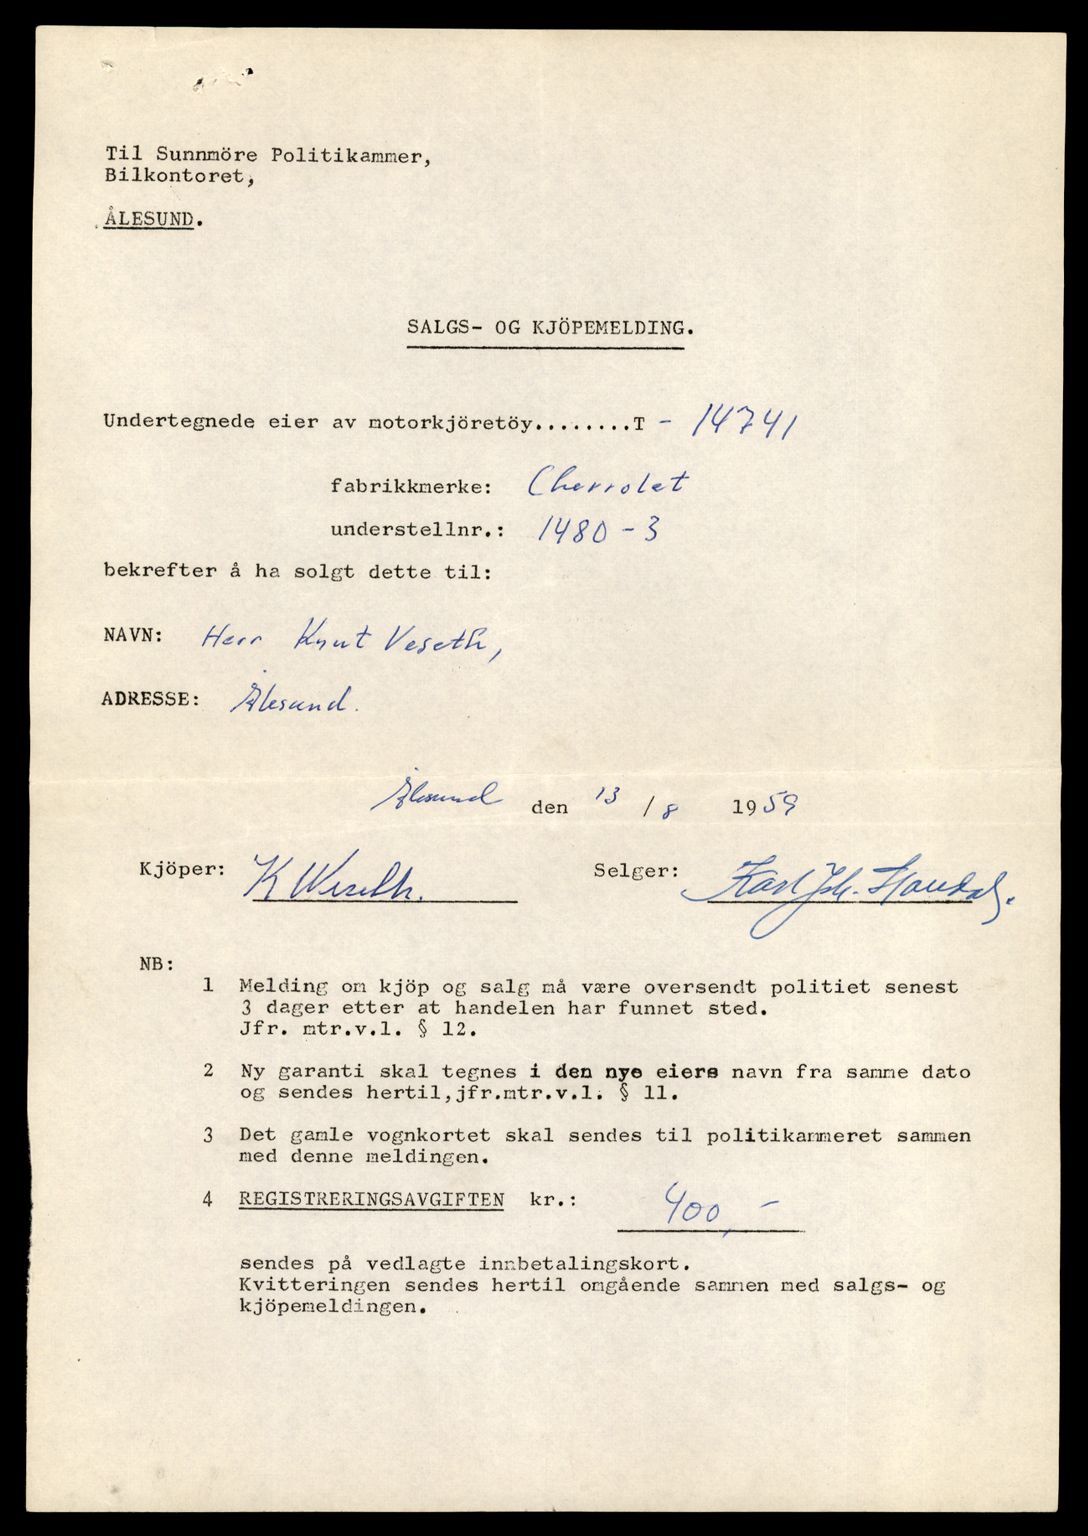 Til Sunnmöre Politikammer,
Bilkontoret,
ÅLESUND.
SALGS- OG KJÖPEMELDING.
Undertegnede eier av motorkjöretöy........T - 14741
fabrikkmerke: Chevrolet
understellnr.: 1480-3
bekrefter å ha solgt dette til:
NAVN: Herr Knut Veseth,
ADRESSE: Ålesund.
Ålesund den 13/8 1959
Kjöper: K Weseth. Selger: Karl Joh.
NB:
1 Melding om kjöp og salg må være oversendt politiet senest
3 dager etter at handelen har funnet sted.
Jfr. mtr.v.l. § 12.
2 Ny garanti skal tegnes i den nye eiers navn fra samme dato
og sendes hertil,jfr.mtr.v.l. § 11.
3 Det gamle vognkortet skal sendes til politikammeret sammen
med denne meldingen.
4 REGISTRERINGSAVGIFTEN kr.: 400,-
sendes på vedlagte innbetalingskort.
Kvitteringen sendes hertil omgående sammen med salgs- og
kjöpemeldingen.